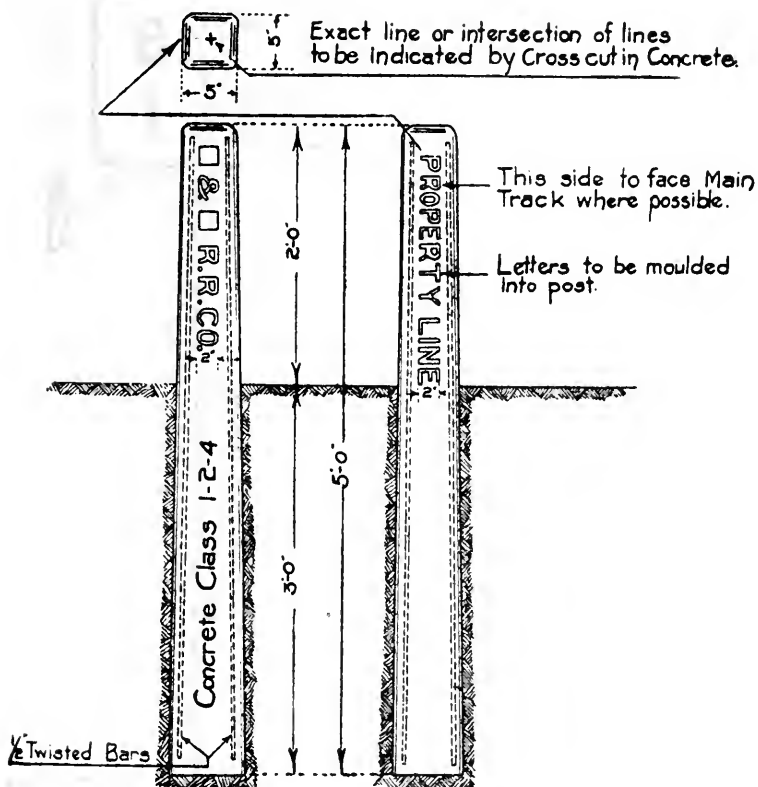 Exact line or intersection of lines
to be Indicated by Cross cut in Concrete.
5"
5"
□ & □ R.R.CO.
2"
2'-0"
PROPERTY LINE
2"
This side to face Main
Track where possible.
Letters to be moulded
into post.
5'-0"
3'-0"
Concrete Class 1-2-4
1/2" Twisted Bars